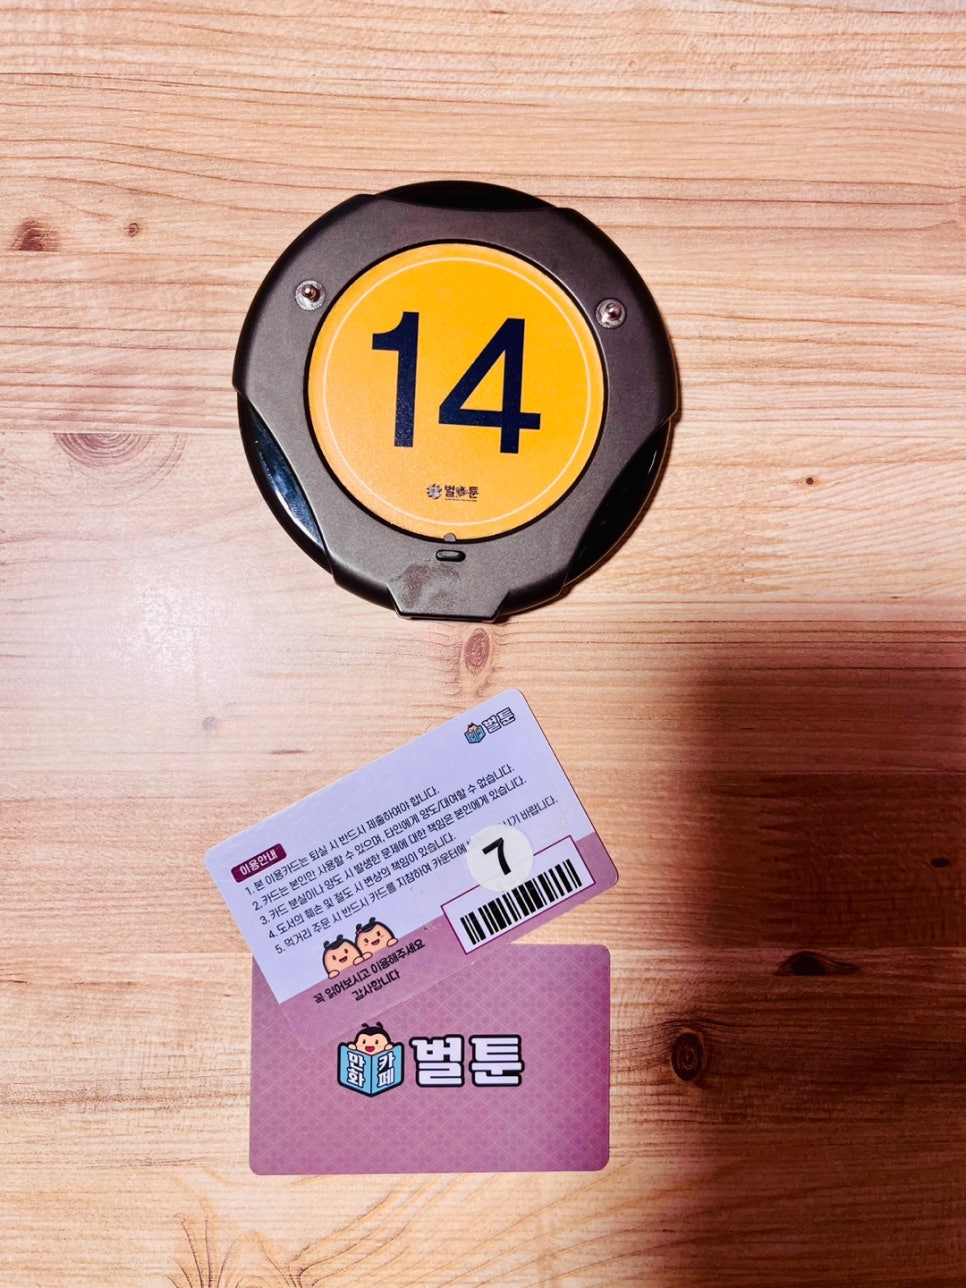 14
벌툰
벌툰
이용안내
1. 본 이용카드는 퇴실 시 반드시 제출하여야 합니다.
2. 카드는 본인만 사용할 수 있으며, 타인에게 양도/대여할 수 없습니다.
3. 카드 분실이나 양도 시 발생한 문제에 대한 책임은 본인에게 있습니다.
4. 도서의 훼손 및 절도 시 변상의 책임이 있습니다.
5. 먹거리 주문 시 반드시 카드를 지참하여 카운터에 바랍니다.
7
꼭 읽어보시고 이용해주세요
감사합니다
만화 카페
벌툰